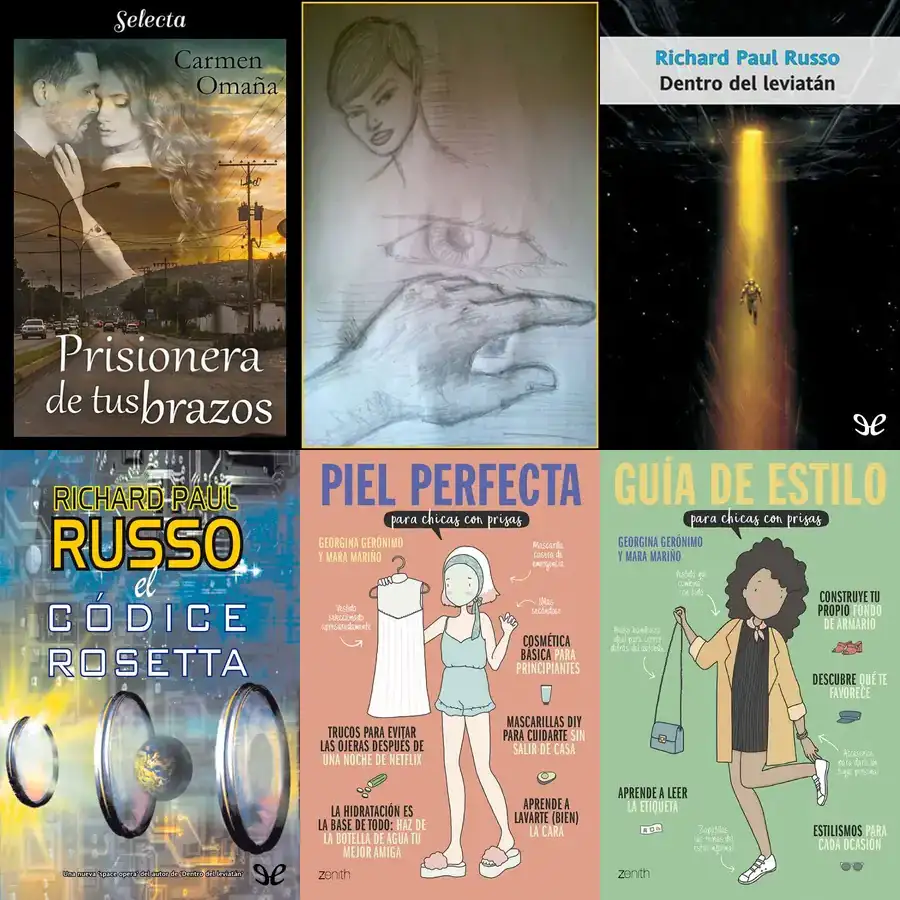 Selecta
Carmen
Omaña
Prisionera
de tus brazos
Richard Paul Russo
Dentro del leviatán
RICHARD PAUL
RUSSO
el
CÓDICE
ROSETTA
Una nueva 'space opera' del autor de 'Dentro del leviatán'
PIEL PERFECTA
para chicas con prisas
GEORGINA GERÓNIMO
Y MARA MARIÑO
Mascarilla
casera de
emergencia
Vestido
seleccionado
COSMÉTICA
BÁSICA PARA
PRINCIPIANTES
TRUCOS PARA EVITAR
LAS OJERAS DESPUÉS DE
UNA NOCHE DE NETFLIX
MASCARILLAS DIY
PARA CUIDARTE SIN
SALIR DE CASA
LA HIDRATACIÓN ES
LA BASE DE TODO: HAZ DE
LA BOTELLA DE AGUA TU
MEJOR AMIGA
APRENDE A
LAVARTE (BIEN)
LA CARA
zenith
GUÍA DE ESTILO
para chicas con prisas
GEORGINA GERÓNIMO
Y MARA MARIÑO
CONSTRUYE TU
PROPIO FONDO
DE ARMARIO
DESCUBRE QUÉ TE
FAVORECE
APRENDE A LEER
LA ETIQUETA
ESTILISMOS PARA
CADA OCASIÓN
zenith